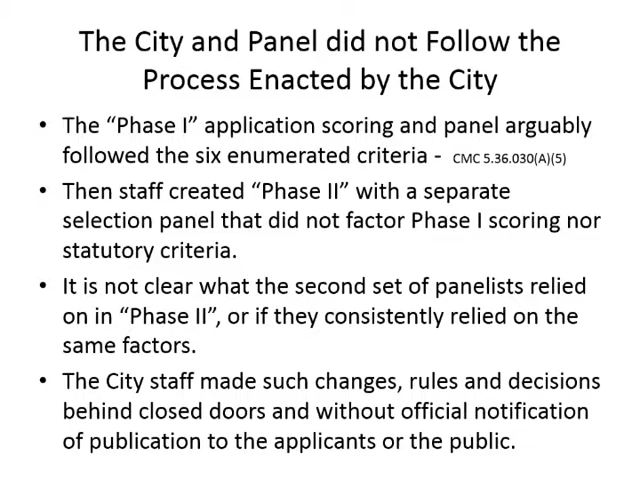 The City and Panel did not Follow the
Process Enacted by the City
• The “Phase I” application scoring and panel arguably
followed the six enumerated criteria - CMC 5.36.030(A)(5)
• Then staff created “Phase II” with a separate
selection panel that did not factor Phase I scoring nor
statutory criteria.
• It is not clear what the second set of panelists relied
on in “Phase II”, or if they consistently relied on the
same factors.
• The City staff made such changes, rules and decisions
behind closed doors and without official notification
of publication to the applicants or the public.